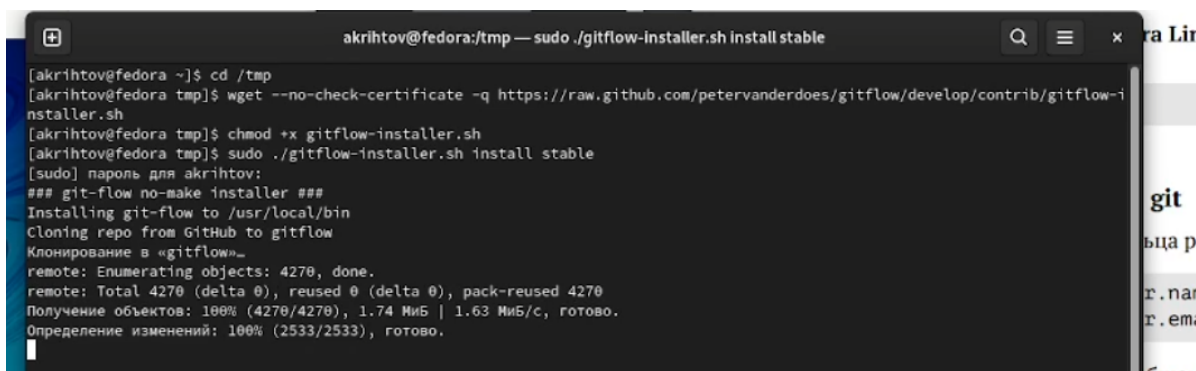 akrihtov@fedora:/tmp — sudo ./gitflow-installer.sh install stable
[akrihtov@fedora ~]$ cd /tmp
[akrihtov@fedora tmp]$ wget --no-check-certificate -q https://raw.github.com/petervanderdoes/gitflow/develop/contrib/gitflow-i
nstaller.sh
[akrihtov@fedora tmp]$ chmod +x gitflow-installer.sh
[akrihtov@fedora tmp]$ sudo ./gitflow-installer.sh install stable
[sudo] пароль для akrihtov:
### git-flow no-make installer ###
Installing git-flow to /usr/local/bin
Cloning repo from GitHub to gitflow
Клонирование в «gitflow»…
remote: Enumerating objects: 4270, done.
remote: Total 4270 (delta 0), reused 0 (delta 0), pack-reused 4270
Получение объектов: 100% (4270/4270), 1.74 МиБ | 1.63 МиБ/с, готово.
Определение изменений: 100% (2533/2533), готово.
ra Lin
git
ьца р
r.nam
r.ema